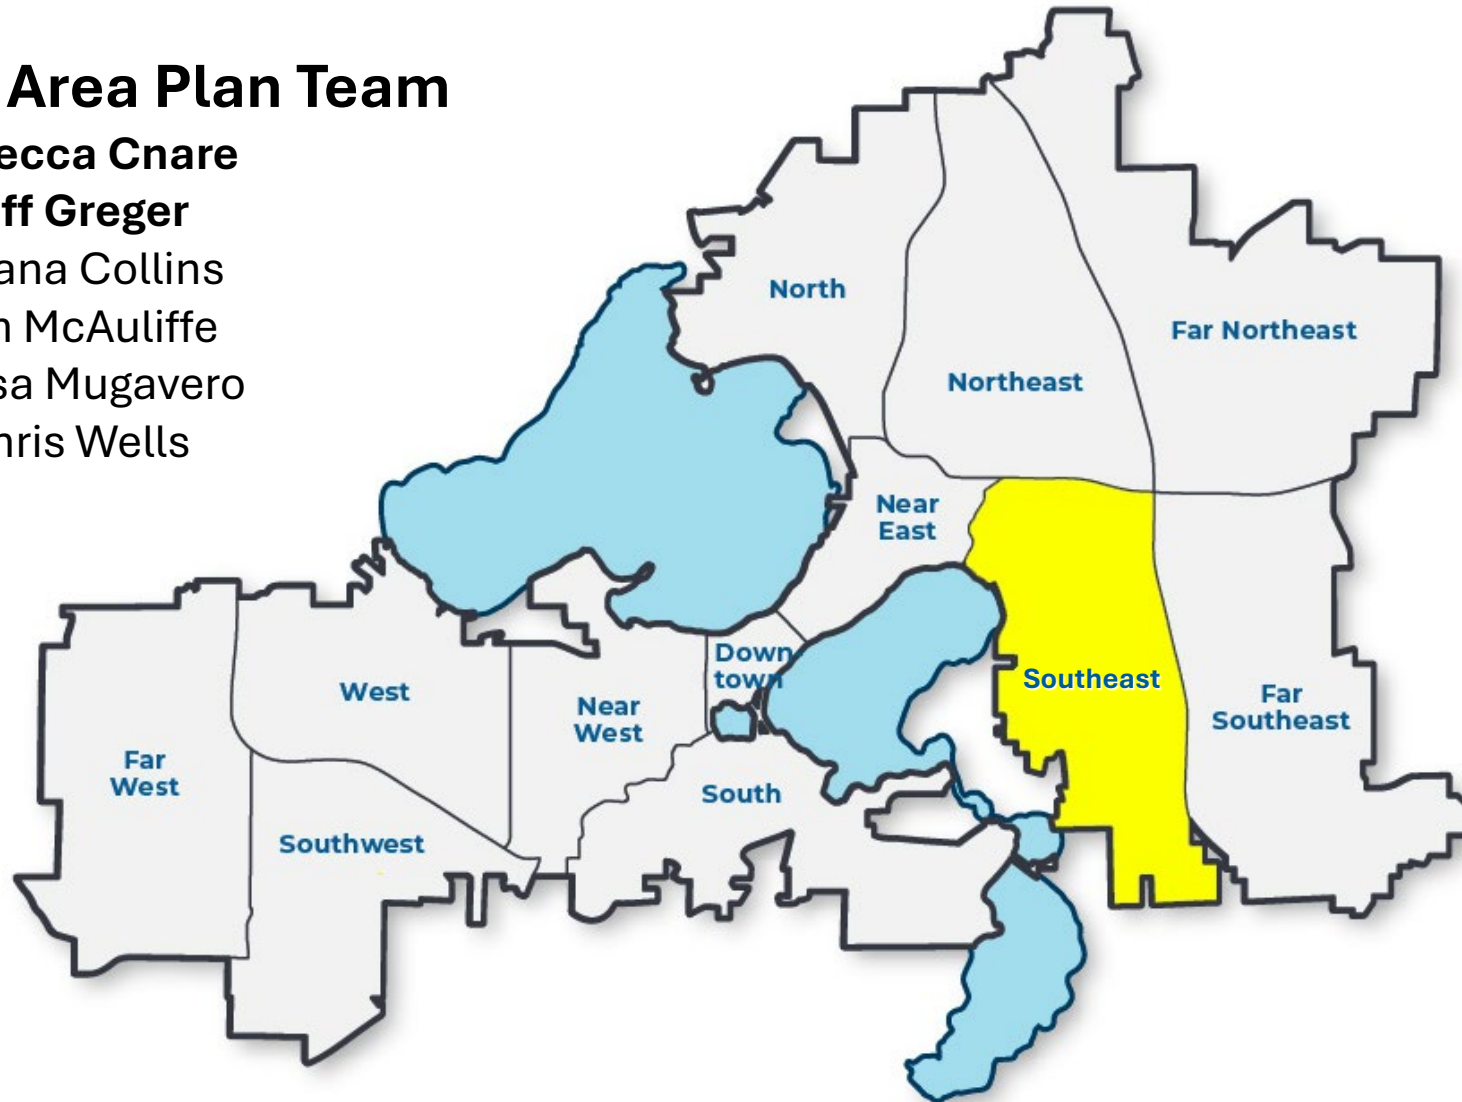 Area Plan Team
ecca Cnare
ff Greger
ana Collins
n McAuliffe
sa Mugavero
hris Wells
North
Far Northeast
Northeast
Near
East
Down
town
Southeast
West
Near
West
Far
Southeast
Far
West
South
Southwest